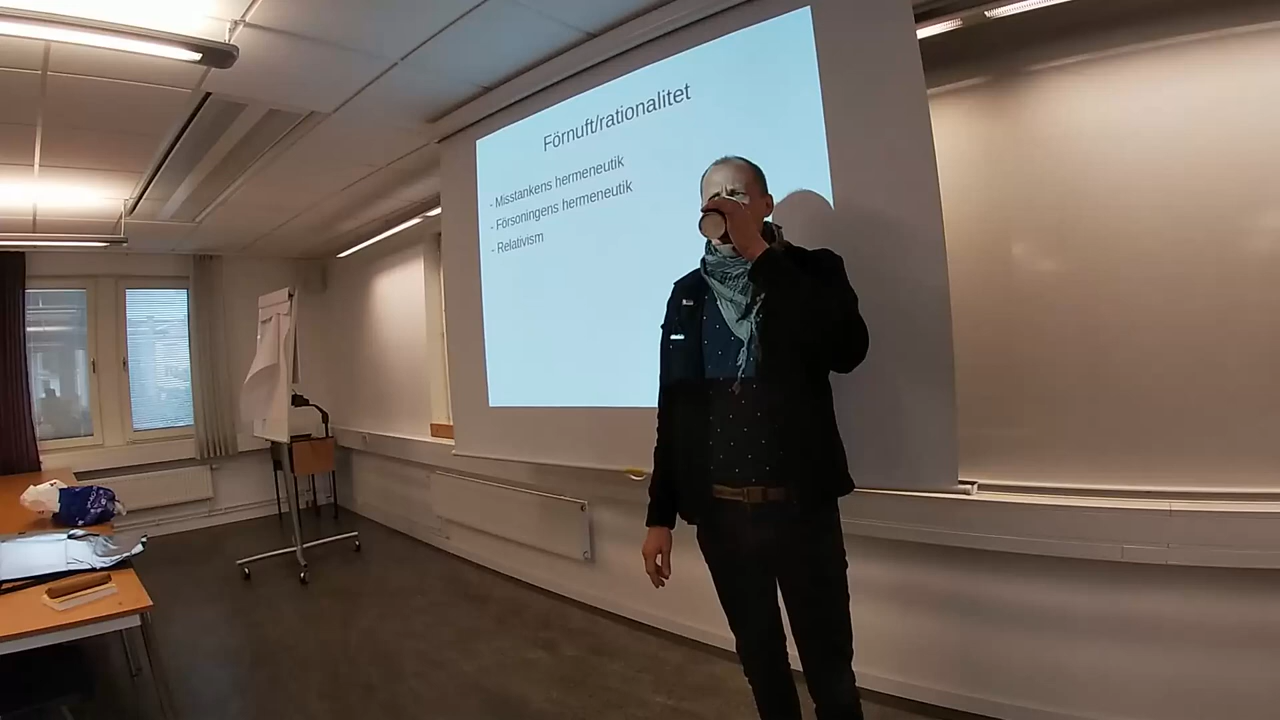 Förnuft/rationalitet
- Misstankens hermeneutik
- Försoningens hermeneutik
- Relativism